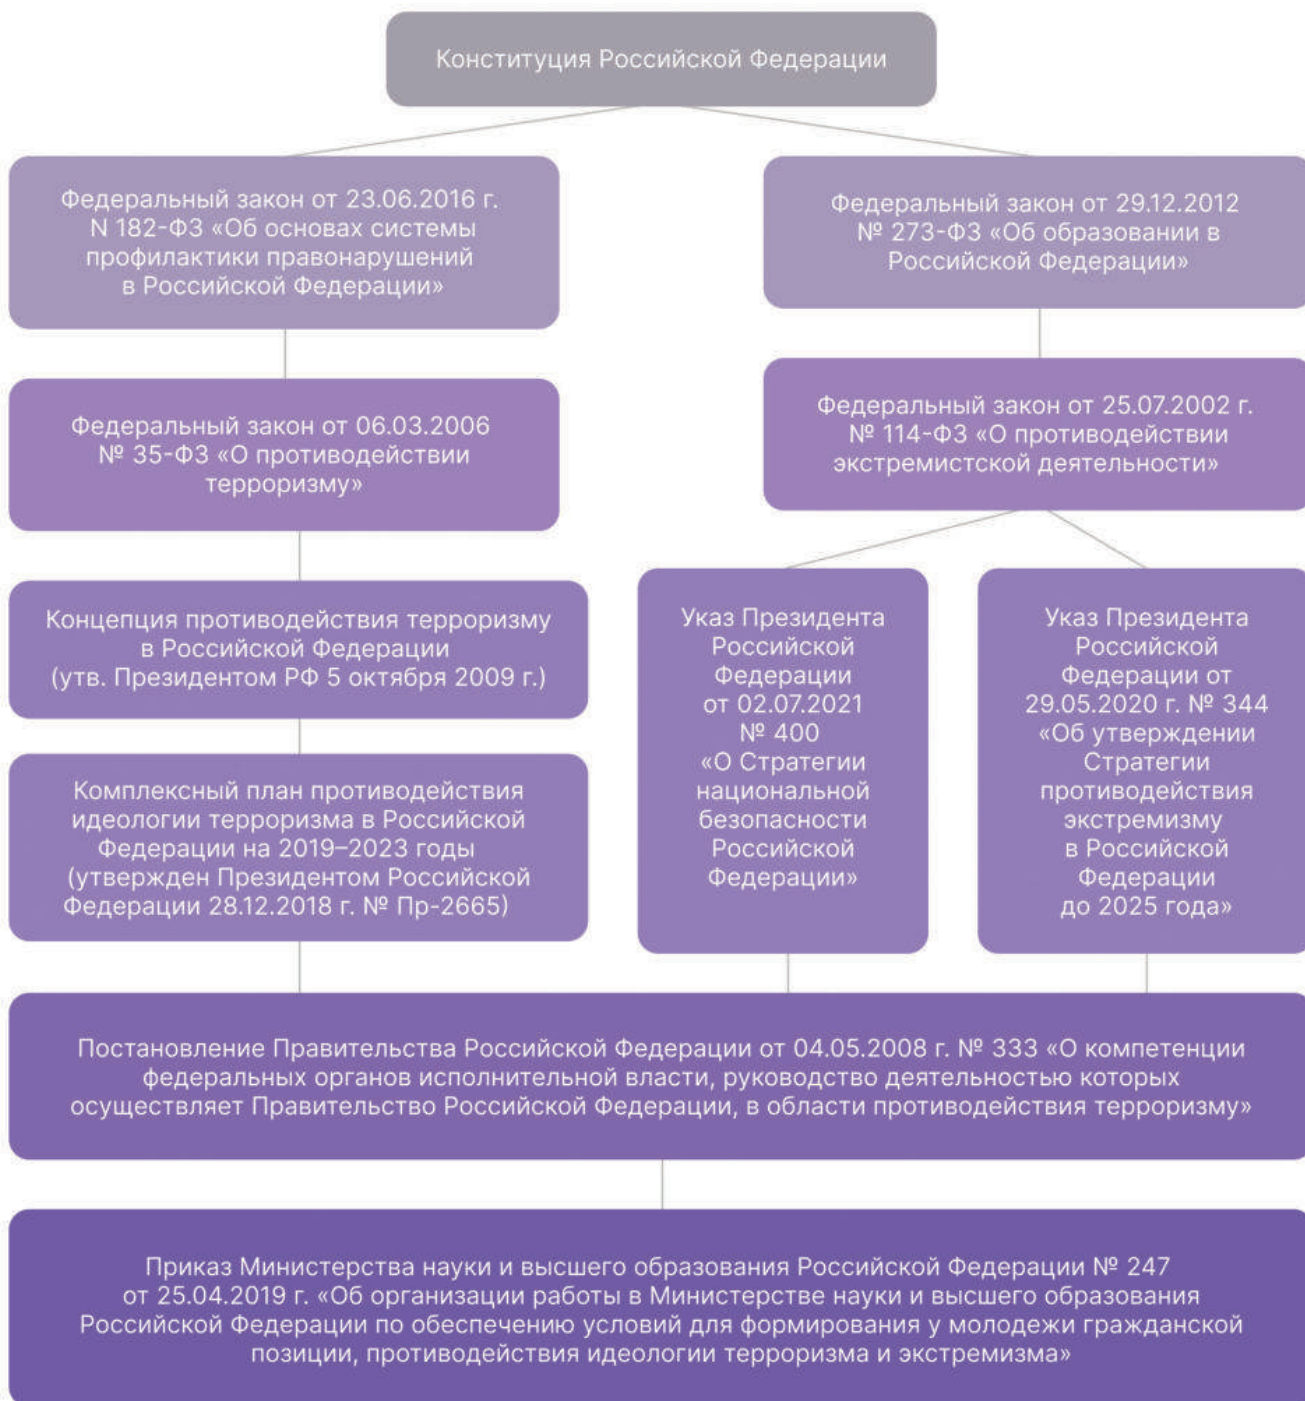 Конституция Российской Федерации
Федеральный закон от 23.06.2016 г.
N 182-ФЗ «Об основах системы
профилактики правонарушений
в Российской Федерации»
Федеральный закон от 29.12.2012
№ 273-ФЗ «Об образовании в
Российской Федерации»
Федеральный закон от 06.03.2006
№ 35-ФЗ «О противодействии
терроризму»
Федеральный закон от 25.07.2002 г.
№ 114-ФЗ «О противодействии
экстремистской деятельности»
Концепция противодействия терроризму
в Российской Федерации
(утв. Президентом РФ 5 октября 2009 г.)
Комплексный план противодействия
идеологии терроризма в Российской
Федерации на 2019–2023 годы
(утвержден Президентом Российской
Федерации 28.12.2018 г. № Пр-2665)
Указ Президента
Российской
Федерации
от 02.07.2021
№ 400
«О Стратегии
национальной
безопасности
Российской
Федерации»
Указ Президента
Российской
Федерации от
29.05.2020 г. № 344
«Об утверждении
Стратегии
противодействия
экстремизму
в Российской
Федерации
до 2025 года»
Постановление Правительства Российской Федерации от 04.05.2008 г. № 333 «О компетенции
федеральных органов исполнительной власти, руководство деятельностью которых
осуществляет Правительство Российской Федерации, в области противодействия терроризму»
Приказ Министерства науки и высшего образования Российской Федерации № 247
от 25.04.2019 г. «Об организации работы в Министерстве науки и высшего образования
Российской Федерации по обеспечению условий для формирования у молодежи гражданской
позиции, противодействия идеологии терроризма и экстремизма»